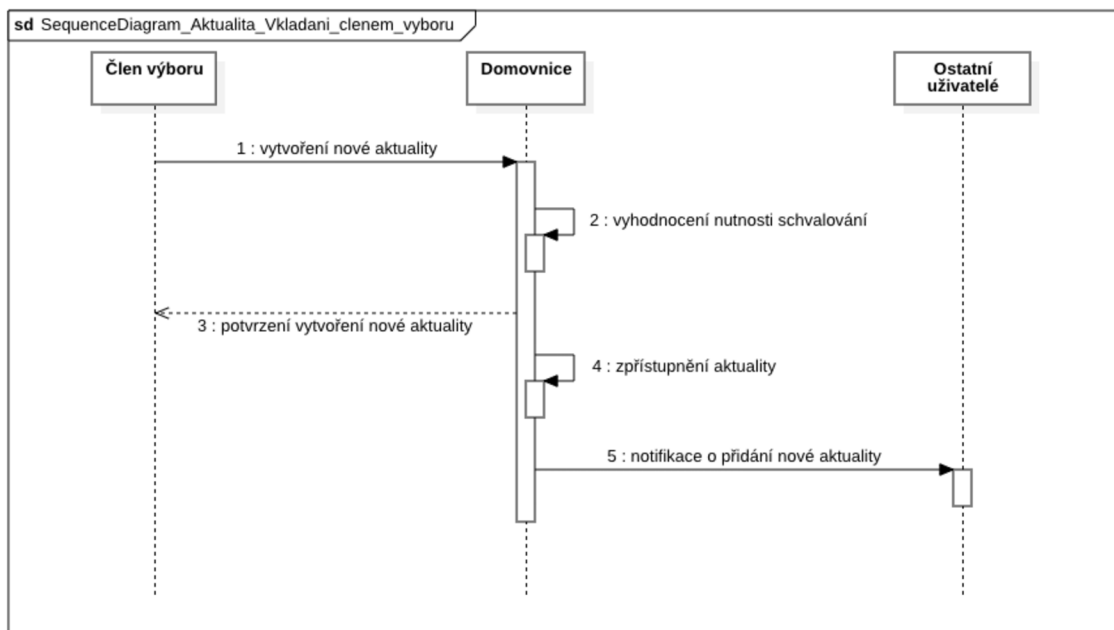 sd SequenceDiagram_Aktualita_Vkladani_clenem_vyboru
Člen výboru
Domovnice
Ostatní
uživatelé
1 : vytvoření nové aktuality
2 : vyhodnocení nutnosti schvalování
3 : potvrzení vytvoření nové aktuality
4 : zpřístupnění aktuality
5 : notifikace o přidání nové aktuality